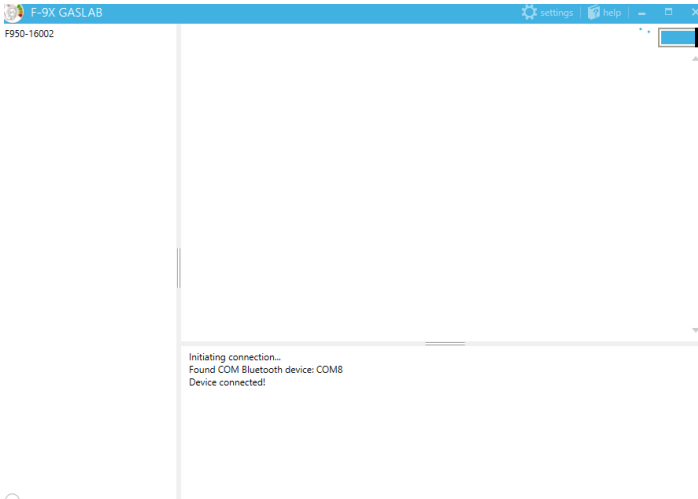 F-9X GASLAB
settings
help
F950-16002
Initiating connection...
Found COM Bluetooth device: COM8
Device connected!